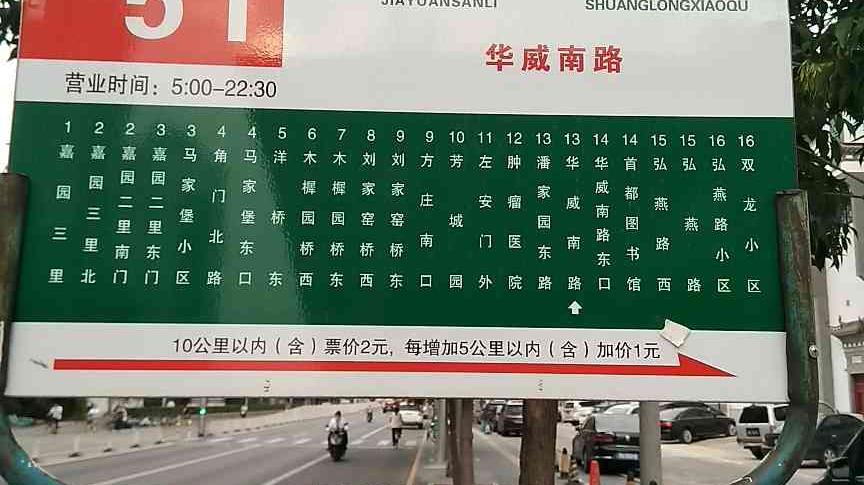 51
JIAYUANSANLI
SHUANGLONGXIAOQU
华威南路
营业时间：5:00-22:30
1 嘉园三里
2 嘉园三里北
2 嘉园二里南门
3 嘉园二里东门
3 马家堡小区
4 角门北路
4 马家堡东口
5 洋桥东
6 木樨园桥西
7 木樨园桥东
8 刘家窑桥西
9 刘家窑桥东
9 方庄南口
10 芳城园
11 左安门外
12 肿瘤医院
13 潘家园东路
13 华威南路
14 华威南路东口
14 首都图书馆
15 弘燕路西
15 弘燕路
16 弘燕路小区
16 双龙小区
10公里以内（含）票价2元，每增加5公里以内（含）加价1元